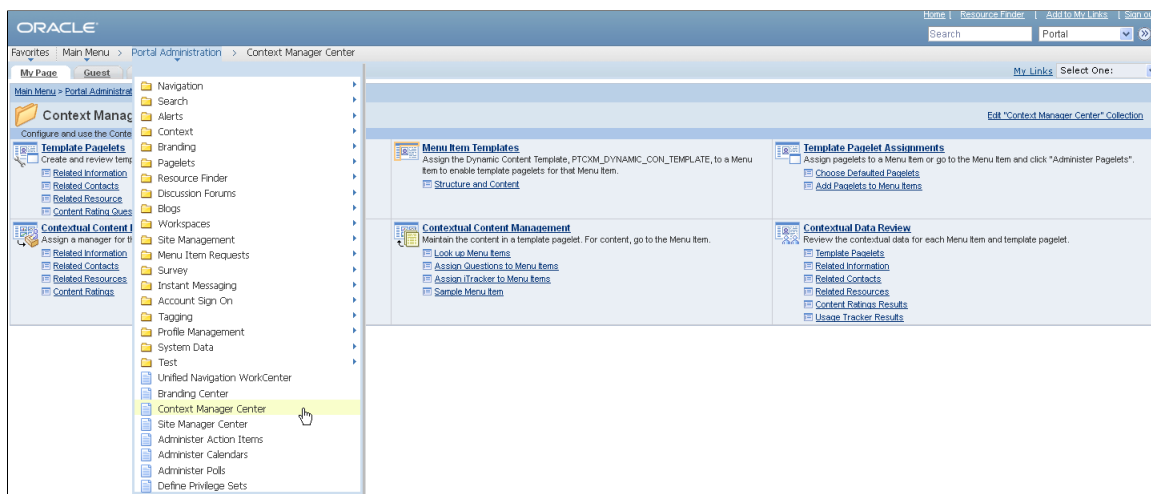 Home | Resource Finder | Add to My Links | Sign ou
ORACLE
Search Portal
Favorites Main Menu > Portal Administration > Context Manager Center
My Page Guest
My Links Select One:
Main Menu > Portal Administrat
Context Manag
Edit "Context Manager Center" Collection
Configure and use the Conte
Template Pagelets
Create and review temp
Related Information
Related Contacts
Related Resource
Content Rating Ques
Contextual Content
Assign a manager for th
Related Information
Related Contacts
Related Resources
Content Ratings
Navigation
Search
Alerts
Context
Branding
Pagelets
Resource Finder
Discussion Forums
Blogs
Workspaces
Site Management
Menu Item Requests
Survey
Instant Messaging
Account Sign On
Tagging
Profile Management
System Data
Test
Unified Navigation WorkCenter
Branding Center
Context Manager Center
Site Manager Center
Administer Action Items
Administer Calendars
Administer Polls
Define Privilege Sets
Menu Item Templates
Assign the Dynamic Content Template, PTCXM_DYNAMIC_CON_TEMPLATE, to a Menu
Item to enable template pagelets for that Menu Item.
Structure and Content
Contextual Content Management
Maintain the content in a template pagelet. For content, go to the Menu Item.
Look up Menu Items
Assign Questions to Menu Items
Assign iTracker to Menu Items
Sample Menu Item
Template Pagelet Assignments
Assign pagelets to a Menu Item or go to the Menu Item and click "Administer Pagelets".
Choose Defaulted Pagelets
Add Pagelets to Menu Items
Contextual Data Review
Review the contextual data for each Menu Item and template pagelet.
Template Pagelets
Related Information
Related Contacts
Related Resources
Content Ratings Results
Usage Tracker Results